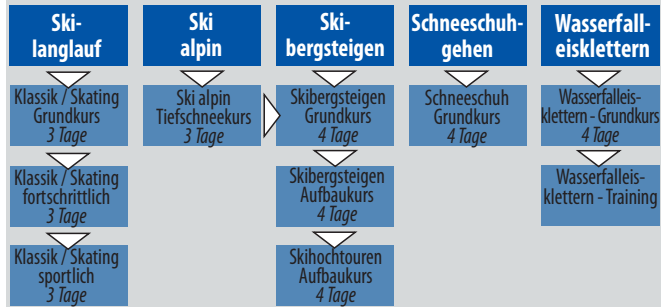 Ski-
langlauf
Ski
alpin
Ski-
bergsteigen
Schneeschuh-
gehen
Wasserfall-
eisklettern
Klassik / Skating
Grundkurs
3 Tage
Ski alpin
Tiefschneekurs
3 Tage
Skibergsteigen
Grundkurs
4 Tage
Schneeschuh
Grundkurs
4 Tage
Wasserfalleis-
klettern - Grundkurs
4 Tage
Klassik / Skating
fortschrittlich
3 Tage
Skibergsteigen
Aufbaukurs
4 Tage
Wasserfalleis-
klettern - Training
Klassik / Skating
sportlich
3 Tage
Skihochtouren
Aufbaukurs
4 Tage